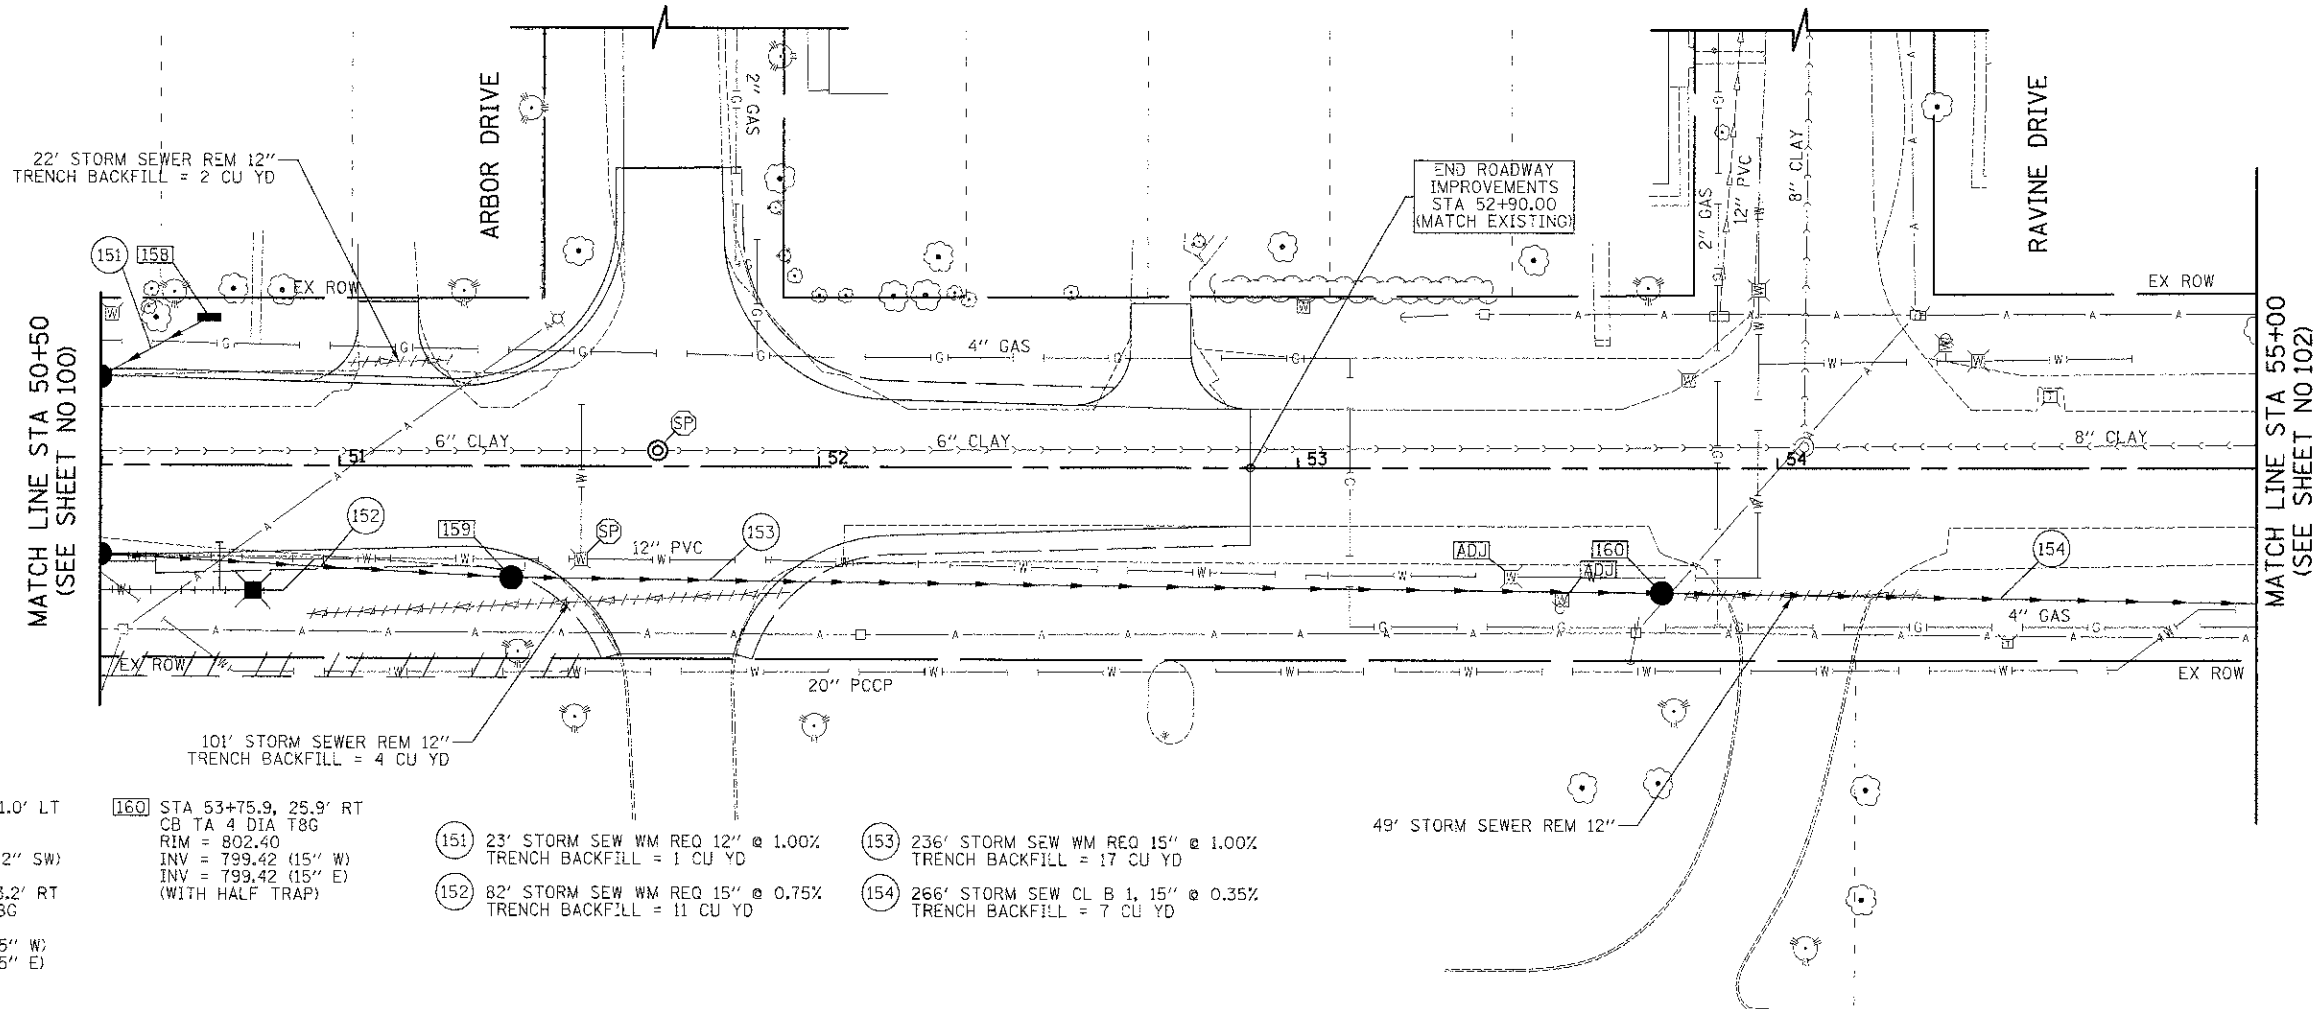 ARBOR DRIVE
2" GAS
22' STORM SEWER REM 12"
TRENCH BACKFILL = 2 CU YD
151
158
EX ROW
END ROADWAY
IMPROVEMENTS
STA 52+90.00
(MATCH EXISTING)
2" GAS
12" PVC
8" CLAY
RAVINE DRIVE
EX ROW
MATCH LINE STA 50+50
(SEE SHEET NO 100)
4" GAS
MATCH LINE STA 55+00
(SEE SHEET NO 102)
6" CLAY
SP
6" CLAY
8" CLAY
51
52
53
54
152
159
SP
12" PVC
153
ADJ
160
ADJ
154
4" GAS
EX ROW
20" PCCP
EX ROW
101' STORM SEWER REM 12"
TRENCH BACKFILL = 4 CU YD
49' STORM SEWER REM 12"
1.0' LT
2" SW)
3.2' RT
5" W)
5" E)
160 STA 53+75.9, 25.9' RT
CB TA 4 DIA T8G
RIM = 802.40
INV = 799.42 (15" W)
INV = 799.42 (15" E)
(WITH HALF TRAP)
151 23' STORM SEW WM REQ 12" @ 1.00%
TRENCH BACKFILL = 1 CU YD
152 82' STORM SEW WM REQ 15" @ 0.75%
TRENCH BACKFILL = 11 CU YD
153 236' STORM SEW WM REQ 15" @ 1.00%
TRENCH BACKFILL = 17 CU YD
154 266' STORM SEW CL B 1, 15" @ 0.35%
TRENCH BACKFILL = 7 CU YD